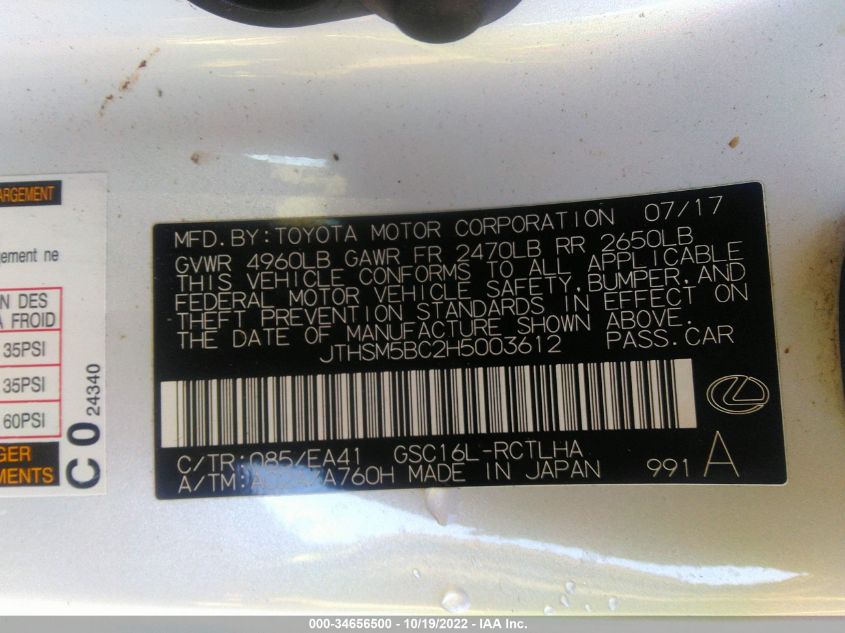 ARGEMENT
gement ne
N DES
A FROID
35PSI
35PSI
60PSI
GER
MENTS
C 0 24340
MFD. BY: TOYOTA MOTOR CORPORATION 07/17
GVWR 4960LB GAWR FR 2470LB RR 2650LB
THIS VEHICLE CONFORMS TO ALL APPLICABLE
FEDERAL MOTOR VEHICLE SAFETY, BUMPER, AND
THEFT PREVENTION STANDARDS IN EFFECT ON
THE DATE OF MANUFACTURE SHOWN ABOVE.
JTHSM5BC2H5003612 PASS. CAR
C/TR: 085/EA41 GSC16L-RCTLHA
A/TM: A760H MADE IN JAPAN 991 A
000-34656500 - 10/19/2022 - IAA Inc.